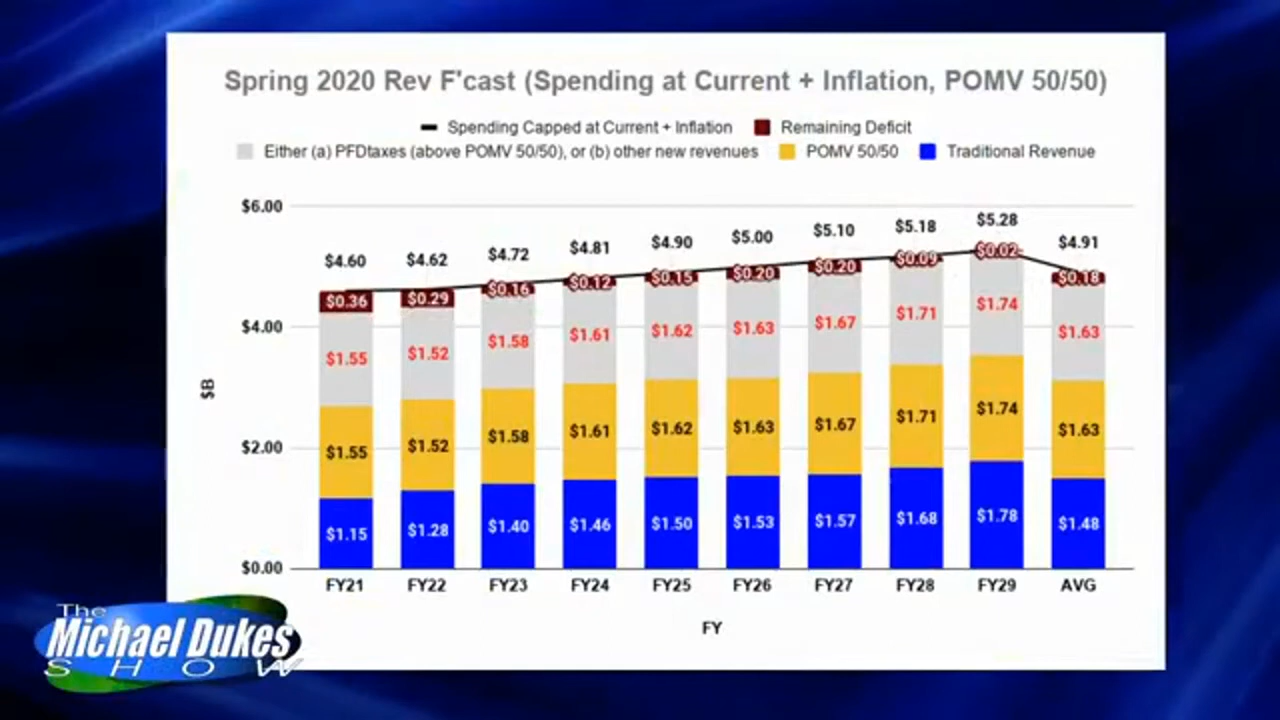 Spring 2020 Rev F'cast (Spending at Current + Inflation, POMV 50/50)
Spending Capped at Current + Inflation Remaining Deficit
Either (a) PFDtaxes (above POMV 50/50), or (b) other new revenues POMV 50/50 Traditional Revenue
$6.00
$4.00
$2.00
$0.00
$B
$4.60 $4.62 $4.72 $4.81 $4.90 $5.00 $5.10 $5.18 $5.28 $4.91
$0.36 $0.29 $0.16 $0.12 $0.15 $0.20 $0.20 $0.09 $0.02 $0.18
$1.55 $1.52 $1.58 $1.61 $1.62 $1.63 $1.67 $1.71 $1.74 $1.63
$1.55 $1.52 $1.58 $1.61 $1.62 $1.63 $1.67 $1.71 $1.74 $1.63
$1.15 $1.28 $1.40 $1.46 $1.50 $1.53 $1.57 $1.68 $1.78 $1.48
FY21 FY22 FY23 FY24 FY25 FY26 FY27 FY28 FY29 AVG
FY
The
Michael Dukes
SHOW